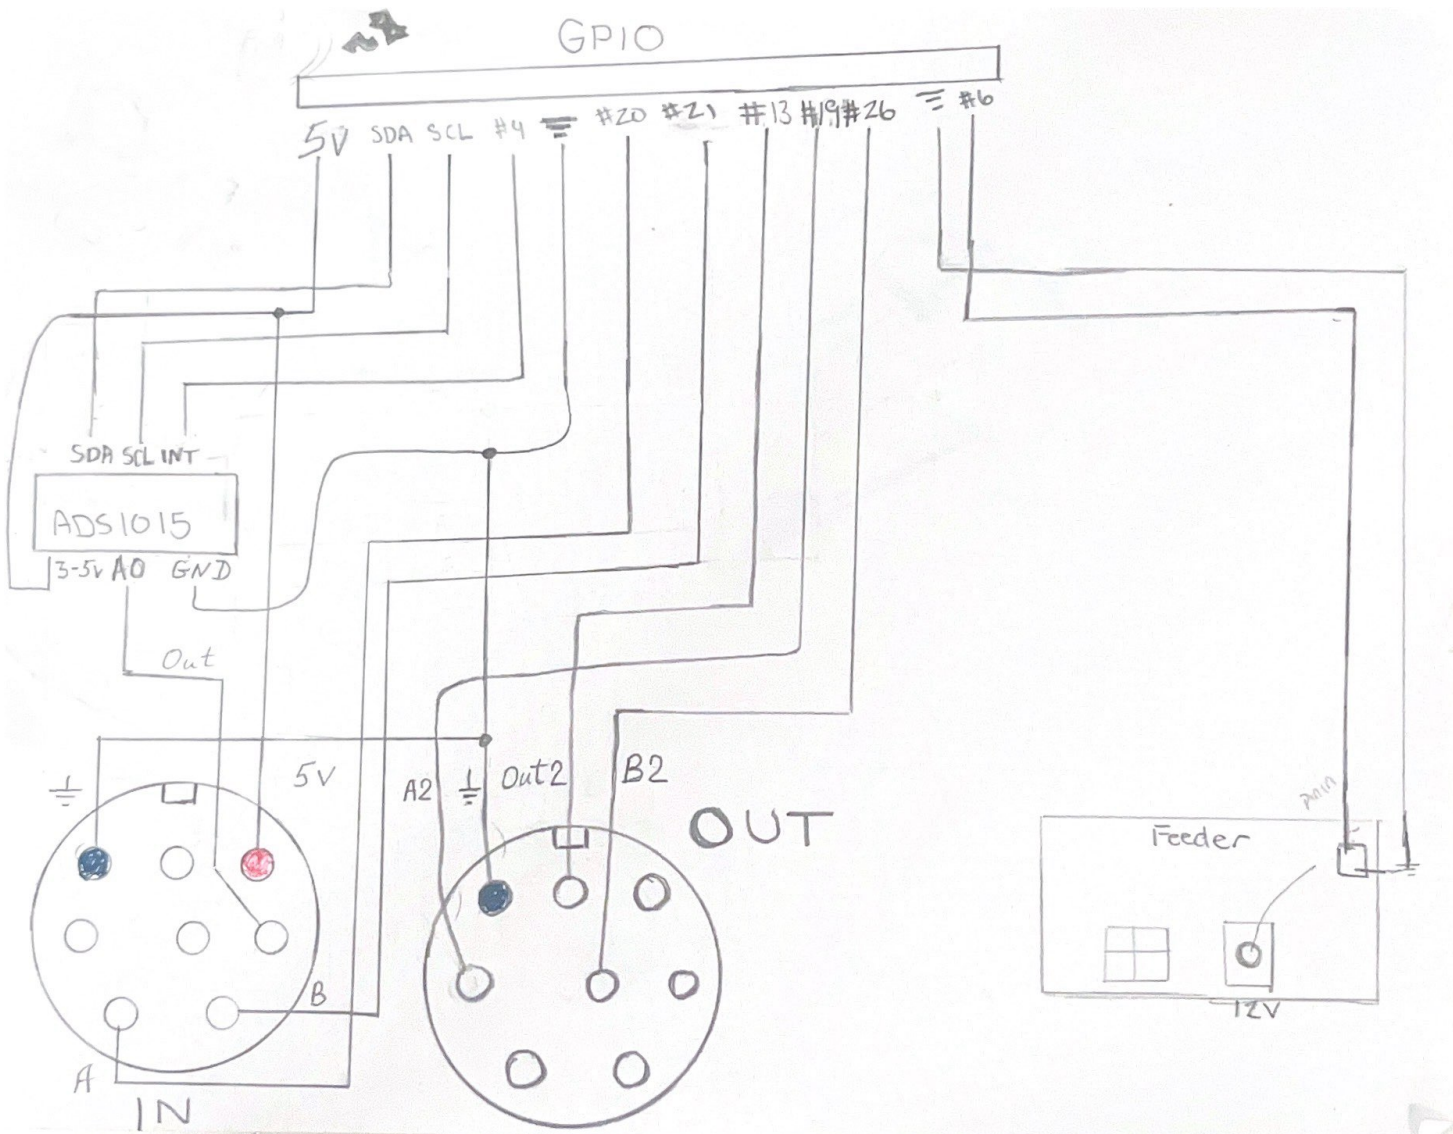 GPIO
5V SDA SCL #4 #20 #21 #13 #19 #26 #6
SDA SCL INT
ADS1015
3-5V A0 GND
Out
5V
A2 Out2 B2
OUT
Feeder
12V
B
A
IN